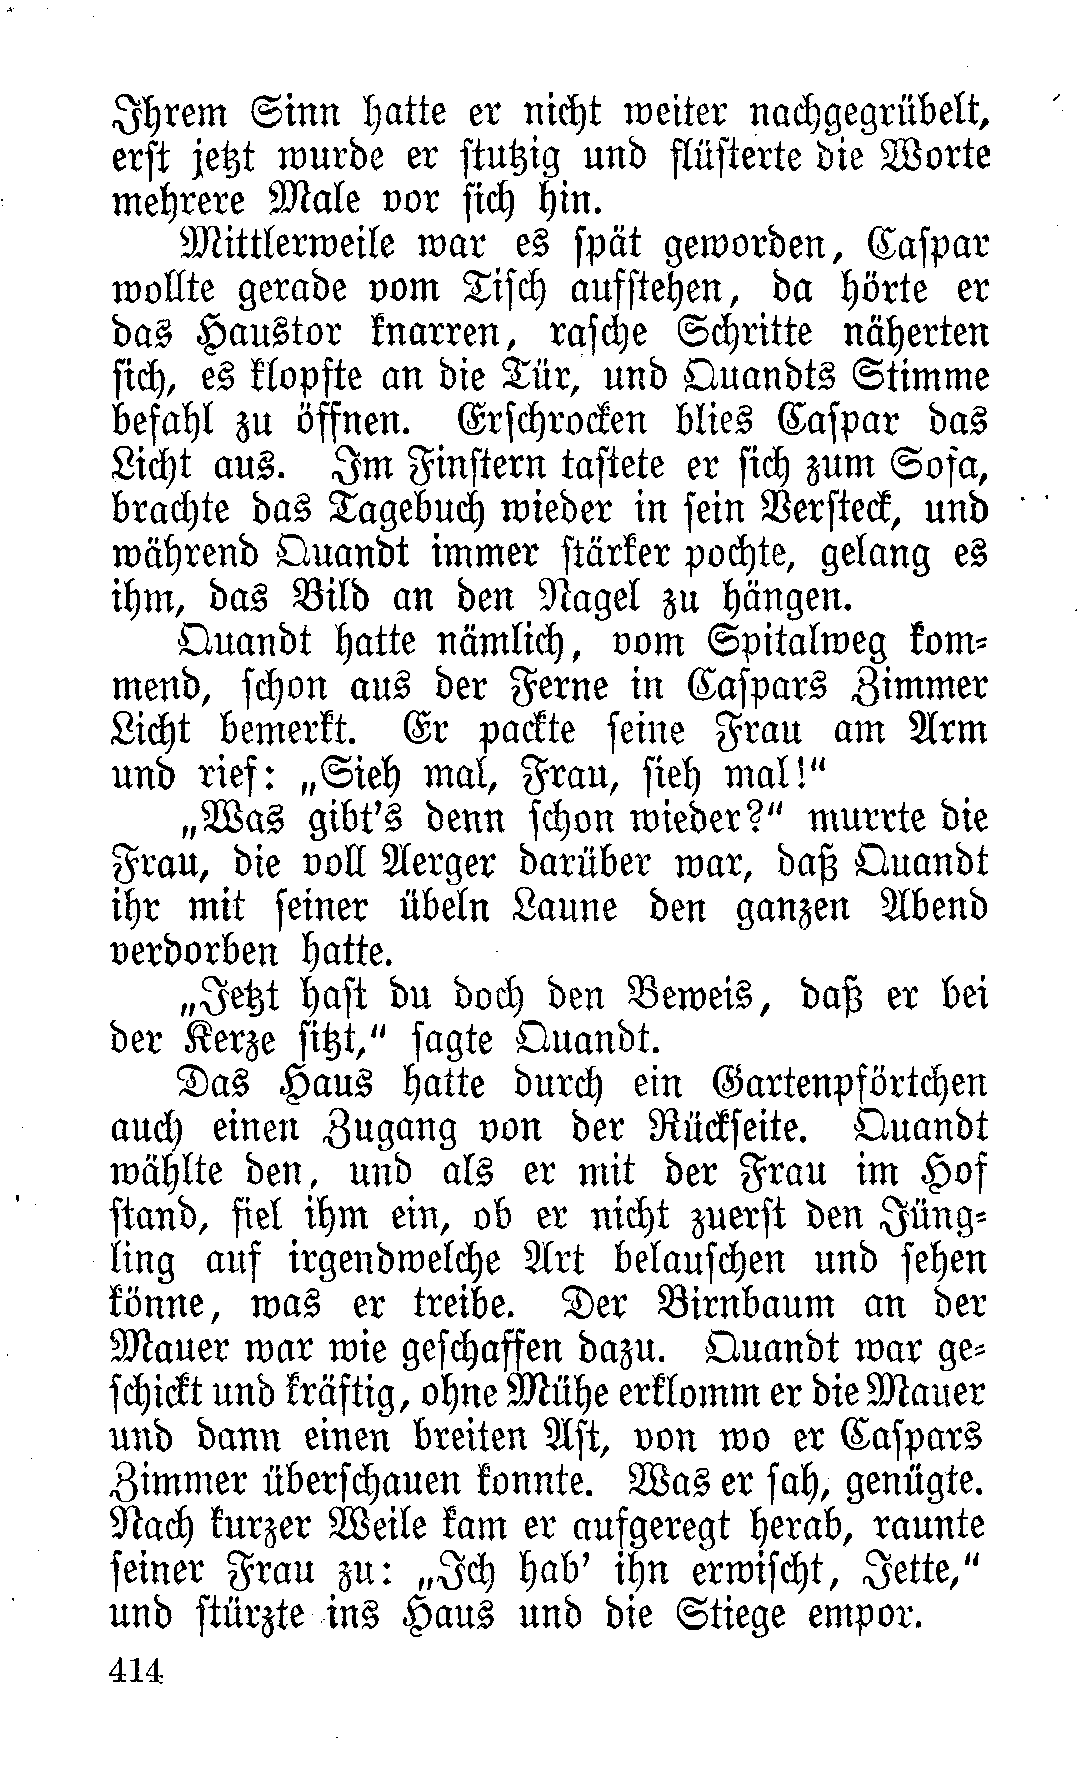 Ihrem Sinn hatte er nicht weiter nachgegrübelt,
erst jetzt wurde er stutzig und flüsterte die Worte
mehrere Male vor sich hin.
Mittlerweile war es spät geworden, Caspar
wollte gerade vom Tisch aufstehen, da hörte er
das Haustor knarren, rasche Schritte näherten
sich, es klopfte an die Tür, und Quandts Stimme
befahl zu öffnen. Erschrocken blies Caspar das
Licht aus. Im Finstern tastete er sich zum Sofa,
brachte das Tagebuch wieder in sein Versteck, und
während Quandt immer stärker pochte, gelang es
ihm, das Bild an den Nagel zu hängen.
Quandt hatte nämlich, vom Spitalweg kom-
mend, schon aus der Ferne in Caspars Zimmer
Licht bemerkt. Er packte seine Frau am Arm
und rief: „Sieh mal, Frau, sieh mal!“
„Was gibt's denn schon wieder?“ murrte die
Frau, die voll Aerger darüber war, daß Quandt
ihr mit seiner übeln Laune den ganzen Abend
verdorben hatte.
„Jetzt hast du doch den Beweis, daß er bei
der Kerze sitzt,“ sagte Quandt.
Das Haus hatte durch ein Gartenpförtchen
auch einen Zugang von der Rückseite. Quandt
wählte den, und als er mit der Frau im Hof
stand, fiel ihm ein, ob er nicht zuerst den Jüng-
ling auf irgendwelche Art belauschen und sehen
könne, was er treibe. Der Birnbaum an der
Mauer war wie geschaffen dazu. Quandt war ge-
schickt und kräftig, ohne Mühe erklomm er die Mauer
und dann einen breiten Ast, von wo er Caspars
Zimmer überschauen konnte. Was er sah, genügte.
Nach kurzer Weile kam er aufgeregt herab, raunte
seiner Frau zu: „Ich hab' ihn erwischt, Jette,“
und stürzte ins Haus und die Stiege empor.
414